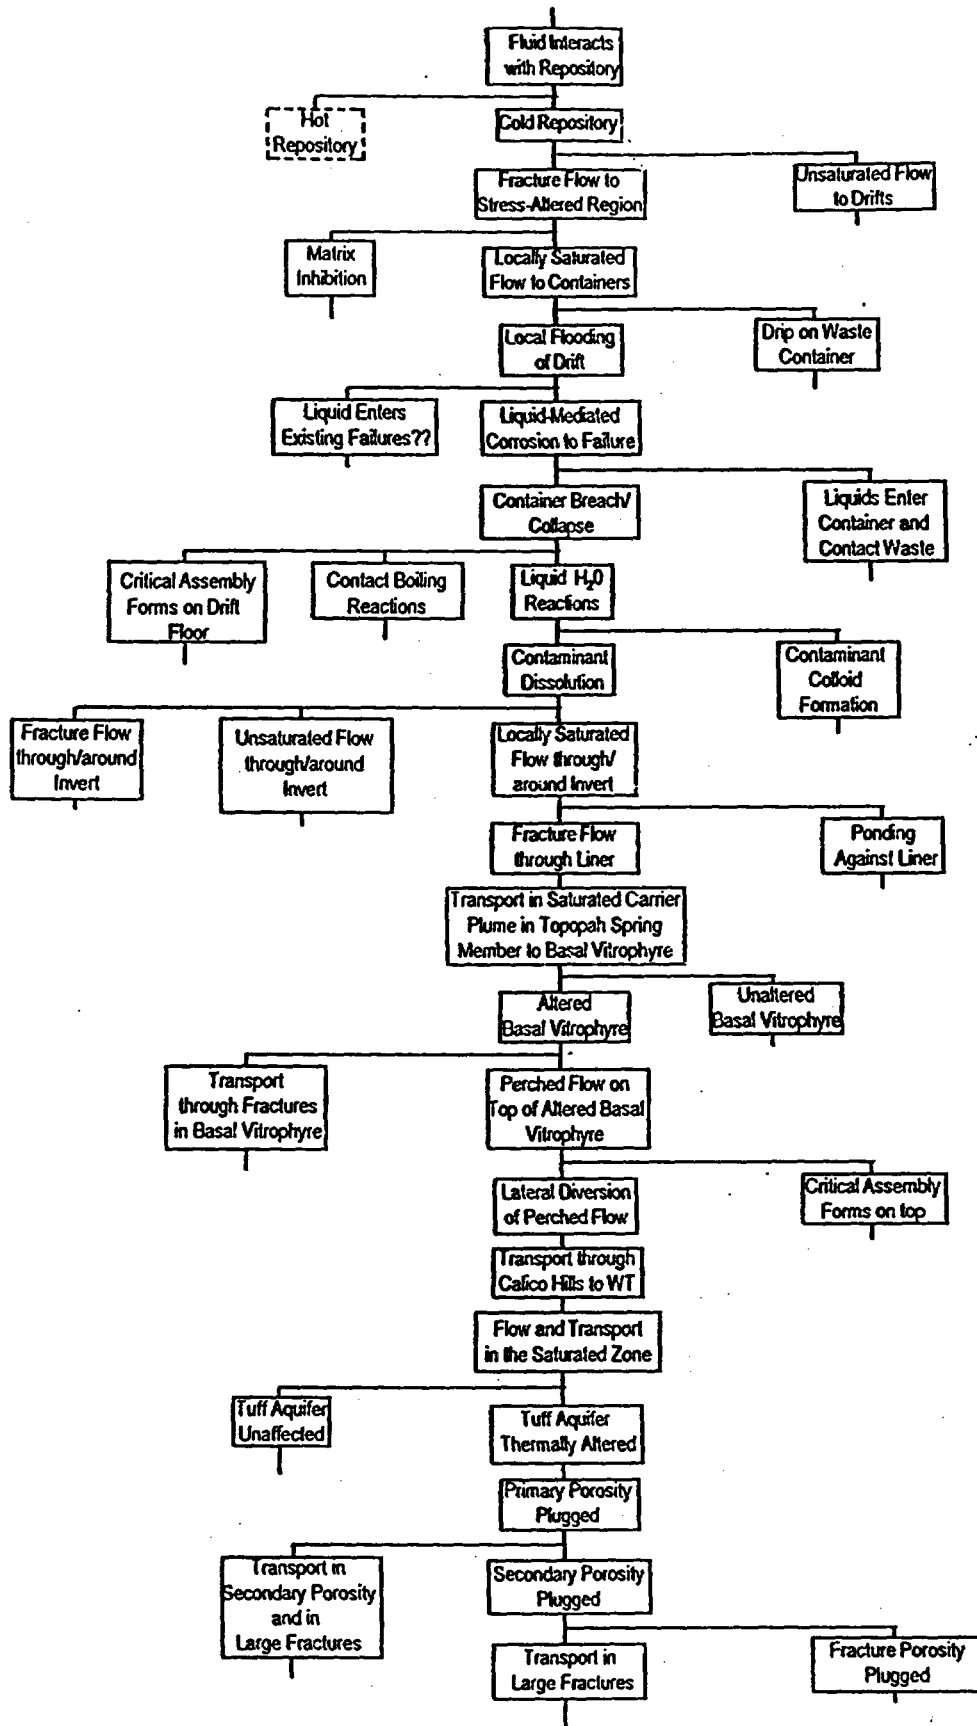 Fluid Interacts
with Repository
Hot
Repository
Cold Repository
Fracture Flow to
Stress-Altered Region
Unsaturated Flow
to Drifts
Matrix
Inhibition
Locally Saturated
Flow to Containers
Local Flooding
of Drift
Drip on Waste
Container
Liquid Enters
Existing Failures??
Liquid-Mediated
Corrosion to Failure
Container Breach/
Collapse
Liquids Enter
Container and
Contact Waste
Critical Assembly
Forms on Drift
Floor
Contact Boiling
Reactions
Liquid H₂0
Reactions
Contaminant
Dissolution
Contaminant
Colloid
Formation
Fracture Flow
through/around
Invert
Unsaturated Flow
through/around
Invert
Locally Saturated
Flow through/
around Invert
Fracture Flow
through Liner
Ponding
Against Liner
Transport in Saturated Carrier
Plume in Topopah Spring
Member to Basal Vitrophyre
Altered
Basal Vitrophyre
Unaltered
Basal Vitrophyre
Transport
through Fractures
in Basal Vitrophyre
Perched Flow on
Top of Altered Basal
Vitrophyre
Lateral Diversion
of Perched Flow
Critical Assembly
Forms on top
Transport through
Calico Hills to WT
Flow and Transport
in the Saturated Zone
Tuff Aquifer
Unaffected
Tuff Aquifer
Thermally Altered
Primary Porosity
Plugged
Transport in
Secondary Porosity
and in
Large Fractures
Secondary Porosity
Plugged
Transport in
Large Fractures
Fracture Porosity
Plugged